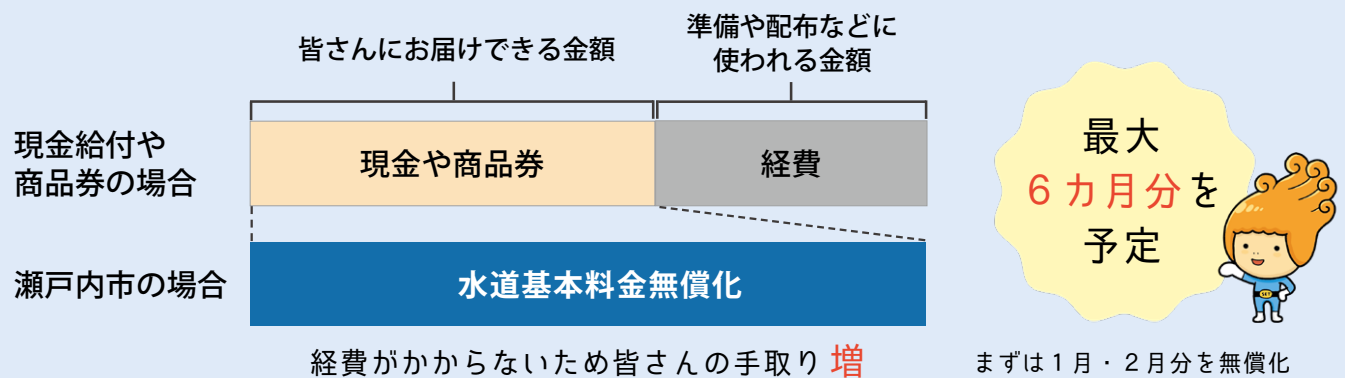 皆さんにお届けできる金額
準備や配布などに
使われる金額
現金給付や
商品券の場合
現金や商品券
経費
瀬戸内市の場合
水道基本料金無償化
経費がかからないため皆さんの手取り増
最大
６カ月分を
予定
まずは１月・２月分を無償化